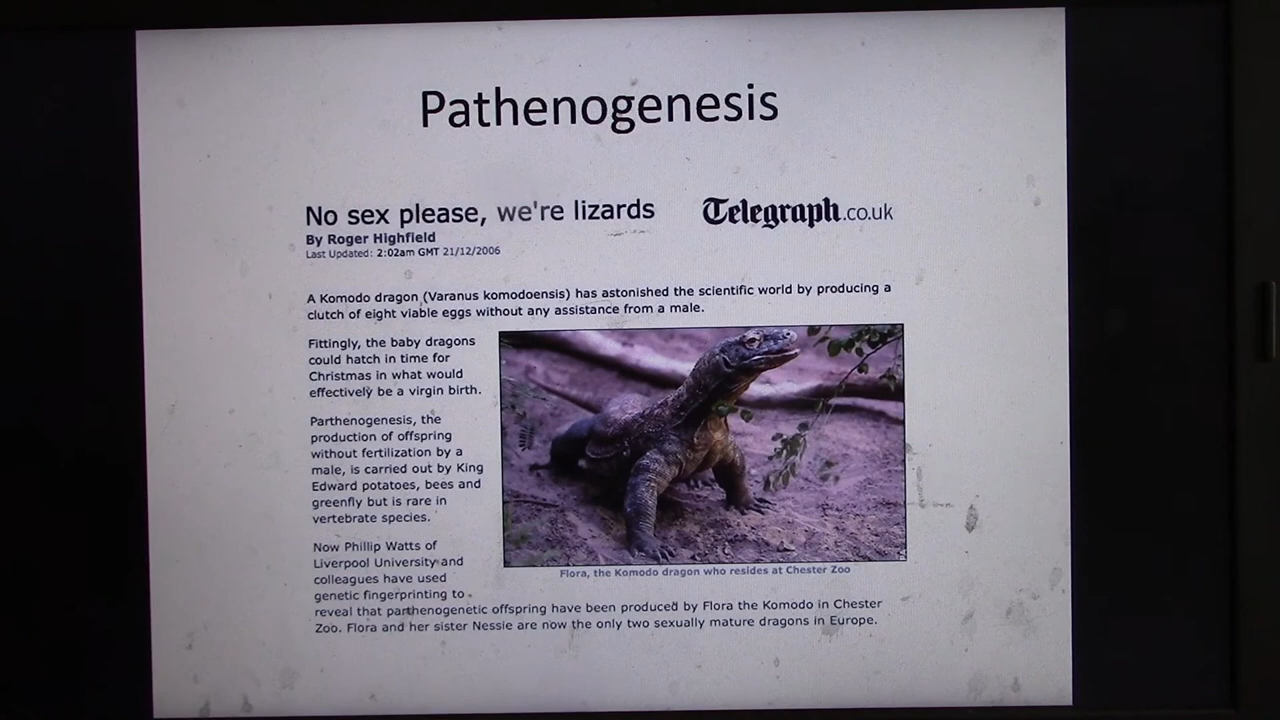 Pathenogenesis
No sex please, we're lizards
Telegraph.co.uk
By Roger Highfield
Last Updated: 2:02am GMT 21/12/2006
A Komodo dragon (Varanus komodoensis) has astonished the scientific world by producing a
clutch of eight viable eggs without any assistance from a male.
Fittingly, the baby dragons
could hatch in time for
Christmas in what would
effectively be a virgin birth.
Parthenogenesis, the
production of offspring
without fertilization by a
male, is carried out by King
Edward potatoes, bees and
greenfly but is rare in
vertebrate species.
Now Phillip Watts of
Liverpool University and
colleagues have used
genetic fingerprinting to
reveal that parthenogenetic offspring have been produced by Flora the Komodo in Chester
Zoo. Flora and her sister Nessie are now the only two sexually mature dragons in Europe.
Flora, the Komodo dragon who resides at Chester Zoo